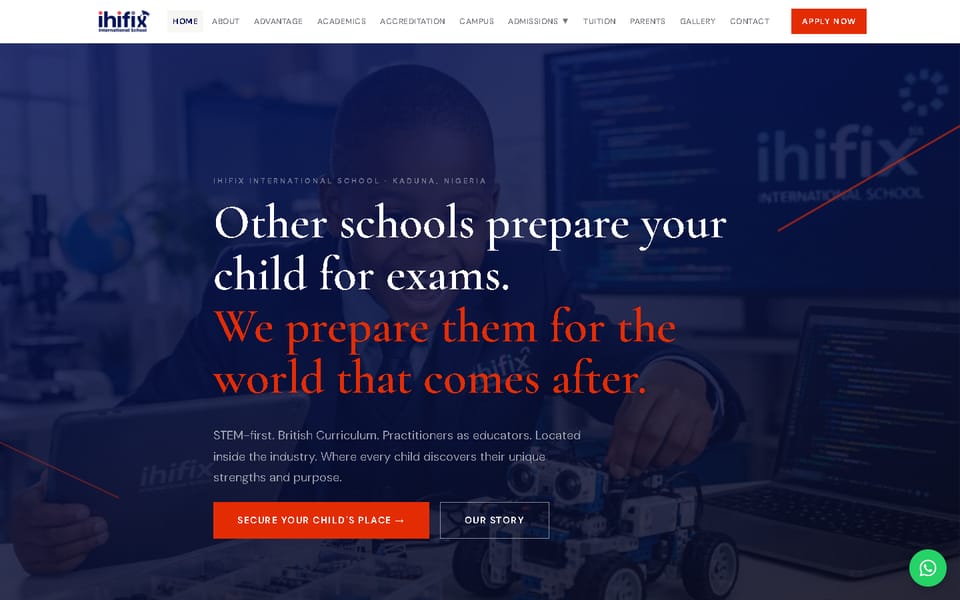 ihifix
International School
HOME
ABOUT
ADVANTAGE
ACADEMICS
ACCREDITATION
CAMPUS
ADMISSIONS ▼
TUITION
PARENTS
GALLERY
CONTACT
APPLY NOW
ihifix
INTERNATIONAL SCHOOL
IHIFIX INTERNATIONAL SCHOOL · KADUNA, NIGERIA
Other schools prepare your
child for exams.
We prepare them for the
world that comes after.
ihifix
STEM-first. British Curriculum. Practitioners as educators. Located
inside the industry. Where every child discovers their unique
strengths and purpose.
ihifix
SECURE YOUR CHILD'S PLACE →
OUR STORY